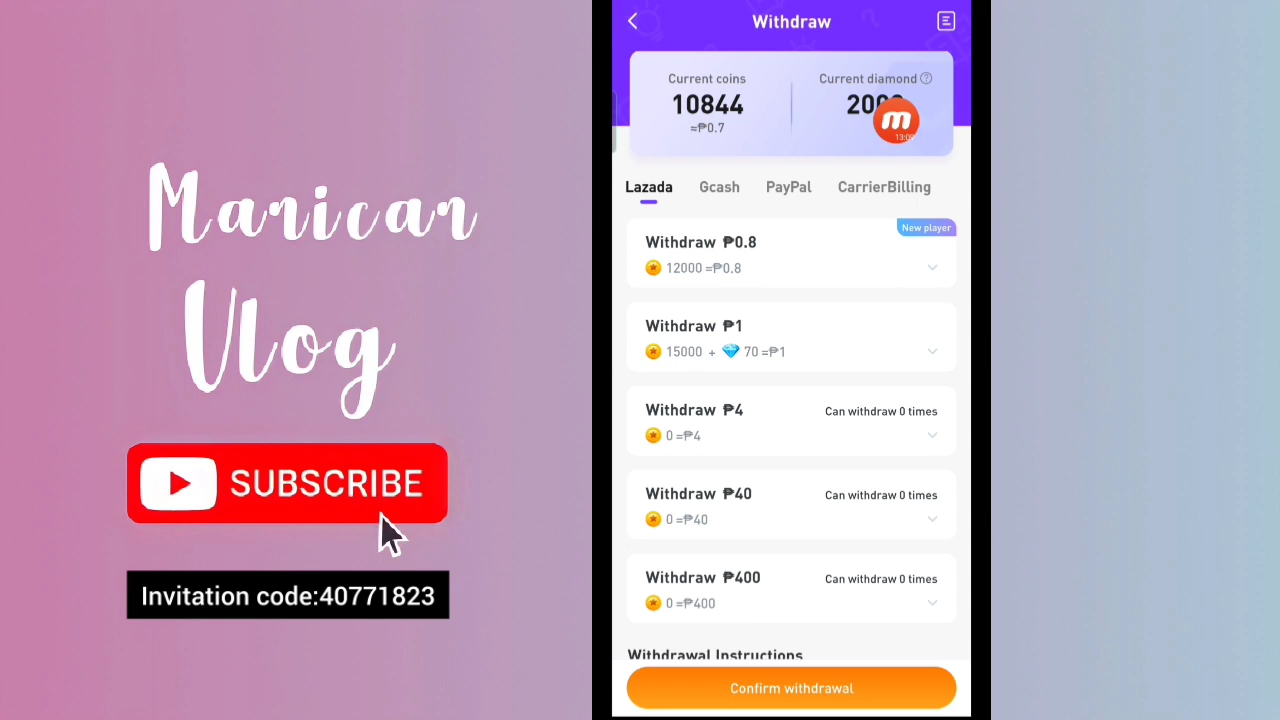 Manican
Vlog
SUBSCRIBE
Invitation code:40771823
Withdraw
Current coins
10844
≈₱0.7
Current diamond
m
13:09
Lazada Gcash PayPal CarrierBilling
New player
Withdraw ₱0.8
12000 =₱0.8
Withdraw ₱1
15000 + 70 =₱1
Withdraw ₱4 Can withdraw 0 times
0 =₱4
Withdraw ₱40 Can withdraw 0 times
0 =₱40
Withdraw ₱400 Can withdraw 0 times
0 =₱400
Withdrawal Instructions
Confirm withdrawal